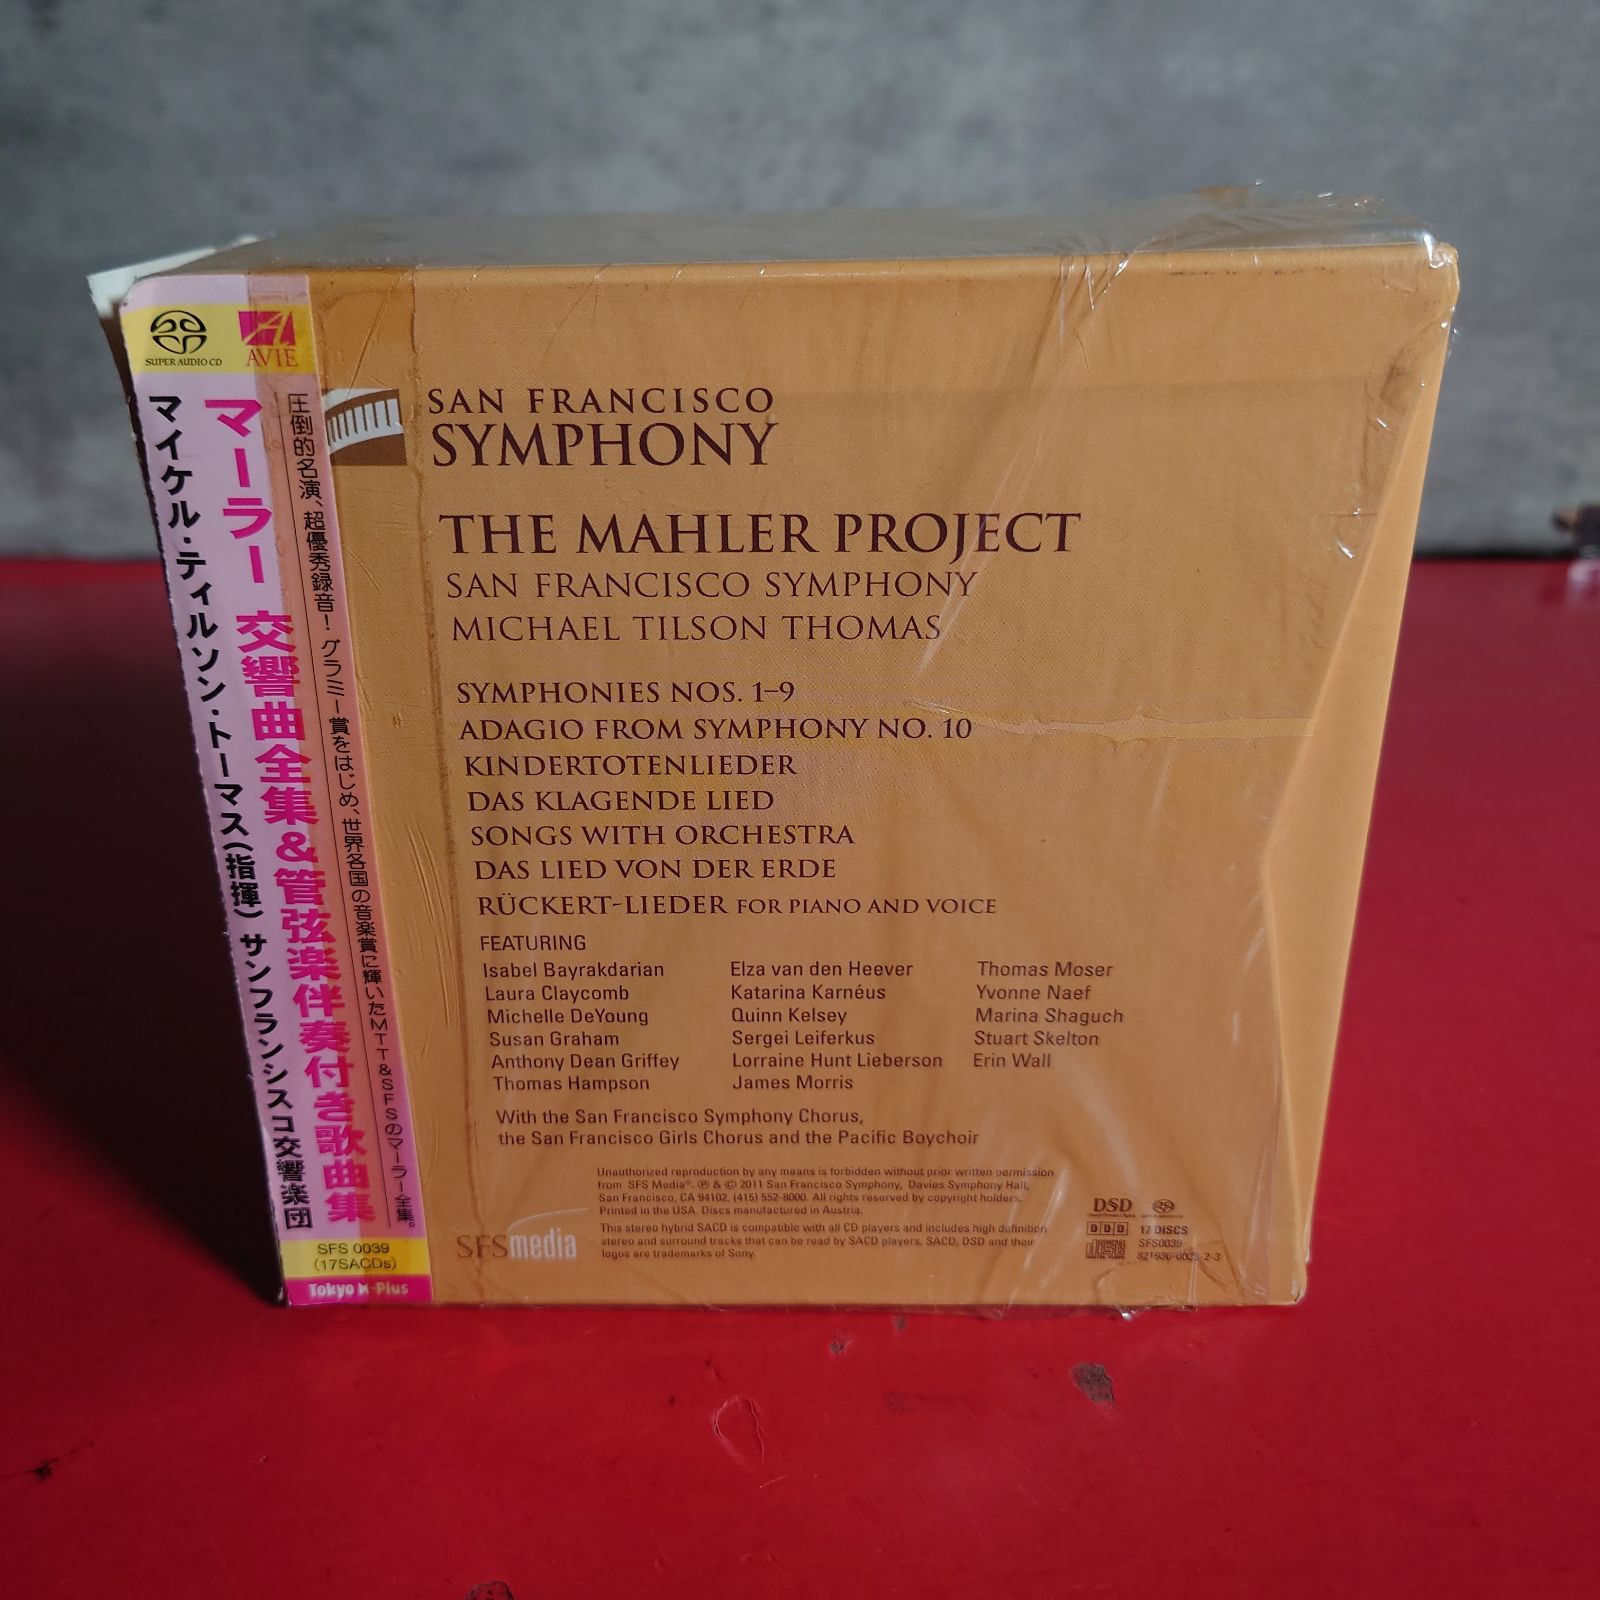 SUPER AUDIO CD
AVIE
マイケル・ティルソン・トーマス(指揮) サンフランシスコ交響楽団
マーラー 交響曲全集&管弦楽伴奏付き歌曲集
圧倒的名演、超優秀録音! グラミー賞をはじめ、世界各国の音楽賞に輝いたMTT&SFSのマーラー全集。
SFS 0039
(17SACDs)
Tokyo M-Plus
SAN FRANCISCO
SYMPHONY
THE MAHLER PROJECT
SAN FRANCISCO SYMPHONY
MICHAEL TILSON THOMAS
SYMPHONIES NOS. 1–9
ADAGIO FROM SYMPHONY NO. 10
KINDERTOTENLIEDER
DAS KLAGENDE LIED
SONGS WITH ORCHESTRA
DAS LIED VON DER ERDE
RÜCKERT-LIEDER FOR PIANO AND VOICE
FEATURING
Isabel Bayrakdarian
Laura Claycomb
Michelle DeYoung
Susan Graham
Anthony Dean Griffey
Thomas Hampson
Elza van den Heever
Katarina Karnéus
Quinn Kelsey
Sergei Leiferkus
Lorraine Hunt Lieberson
James Morris
Thomas Moser
Yvonne Naef
Marina Shaguch
Stuart Skelton
Erin Wall
With the San Francisco Symphony Chorus,
the San Francisco Girls Chorus and the Pacific Boychoir
Unauthorized reproduction by any means is forbidden without prior written permission
from SFS Media®. ℗ & © 2011 San Francisco Symphony, Davies Symphony Hall,
San Francisco, CA 94102. (415) 552-8000. All rights reserved by copyright holders.
Printed in the USA. Discs manufactured in Austria.
SFSmedia
This stereo hybrid SACD is compatible with all CD players and includes high definition
stereo and surround tracks that can be read by SACD players. SACD, DSD and their
logos are trademarks of Sony.
DSD
DDD
17 DISCS
SFS0039